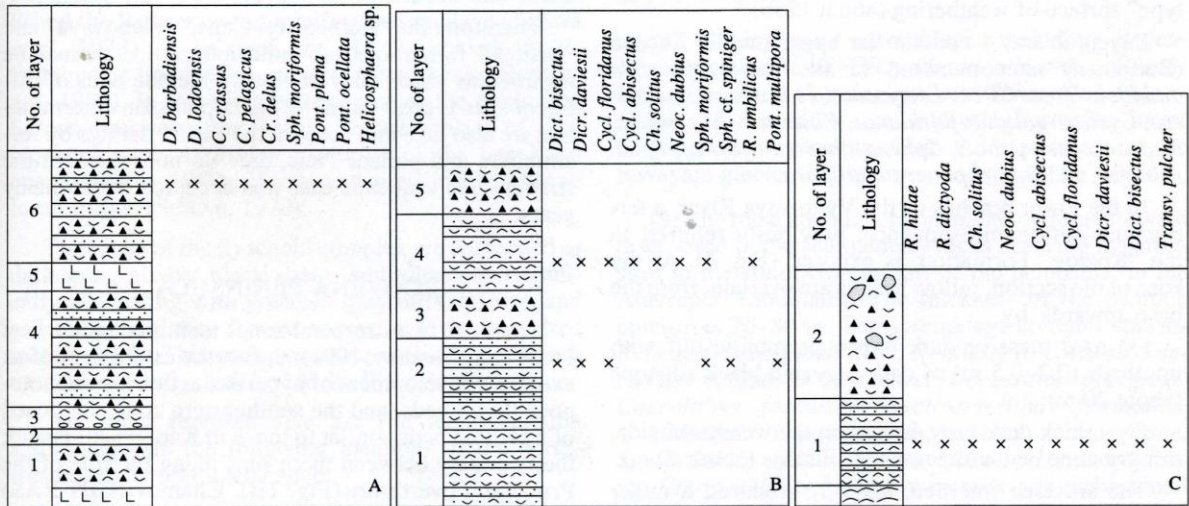 No. of layer
Lithology
D. barbadiensis
D. lodoensis
C. crassus
C. pelagicus
Cr. delus
Sph. moriformis
Pont. plana
Pont. ocellata
Helicosphaera sp.
6
5
4
3
2
1
A
No. of layer
Lithology
Dict. bisectus
Dicr. daviesii
Cycl. floridanus
Cycl. abisectus
Ch. solitus
Neoc. dubius
Sph. moriformis
Sph. cf. spiniger
R. umbilicus
Pont. multipora
4
3
2
1
B
No. of layer
Lithology
R. hillae
R. dictyoda
Ch. solitus
Neoc. dubius
Cycl. abisectus
Cycl. floridanus
Dict. daviesii
Dict. bisectus
Transv. pulcher
2
1
C